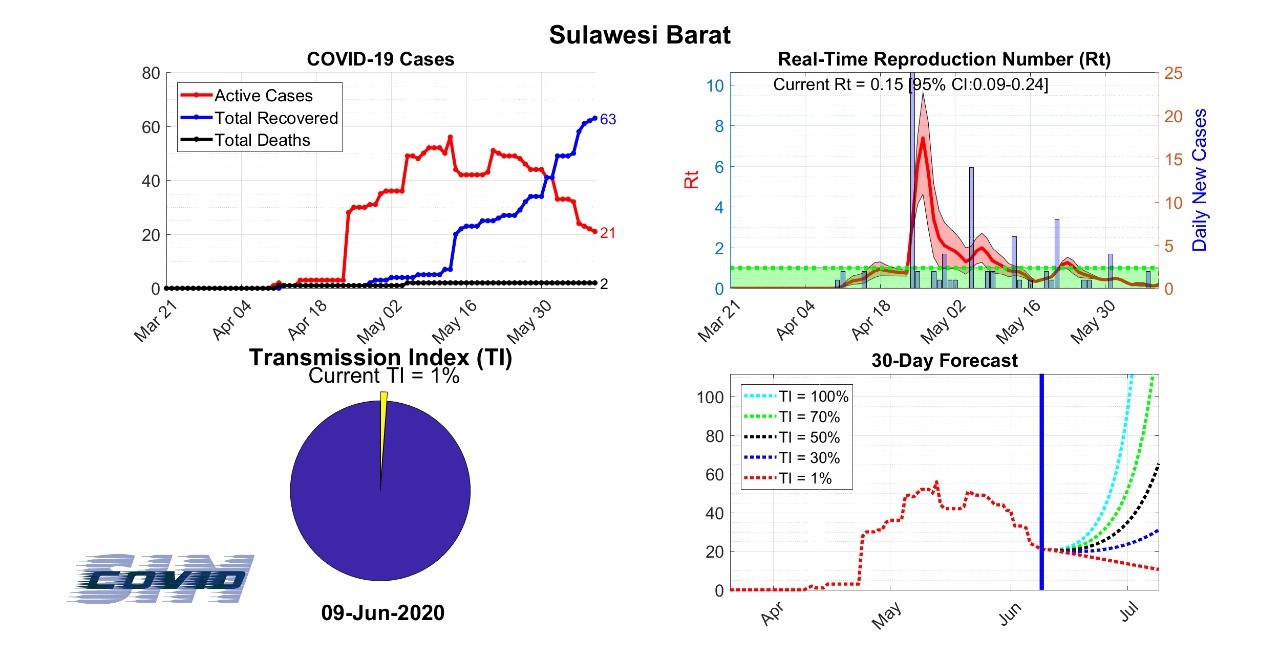 Sulawesi Barat
COVID-19 Cases
80
60
40
20
0
Active Cases
Total Recovered
Total Deaths
63
21
2
Mar 21
Apr 04
Apr 18
May 02
May 16
May 30
Real-Time Reproduction Number (Rt)
Current Rt = 0.15 [95% CI:0.09-0.24]
Rt
10
8
6
4
2
0
25
20
15
10
5
0
Daily New Cases
Mar 21
Apr 04
Apr 18
May 02
May 16
May 30
Transmission Index (TI)
Current TI = 1%
30-Day Forecast
100
80
60
40
20
0
TI = 100%
TI = 70%
TI = 50%
TI = 30%
TI = 1%
Apr
May
Jun
Jul
SIM
COVID
09-Jun-2020